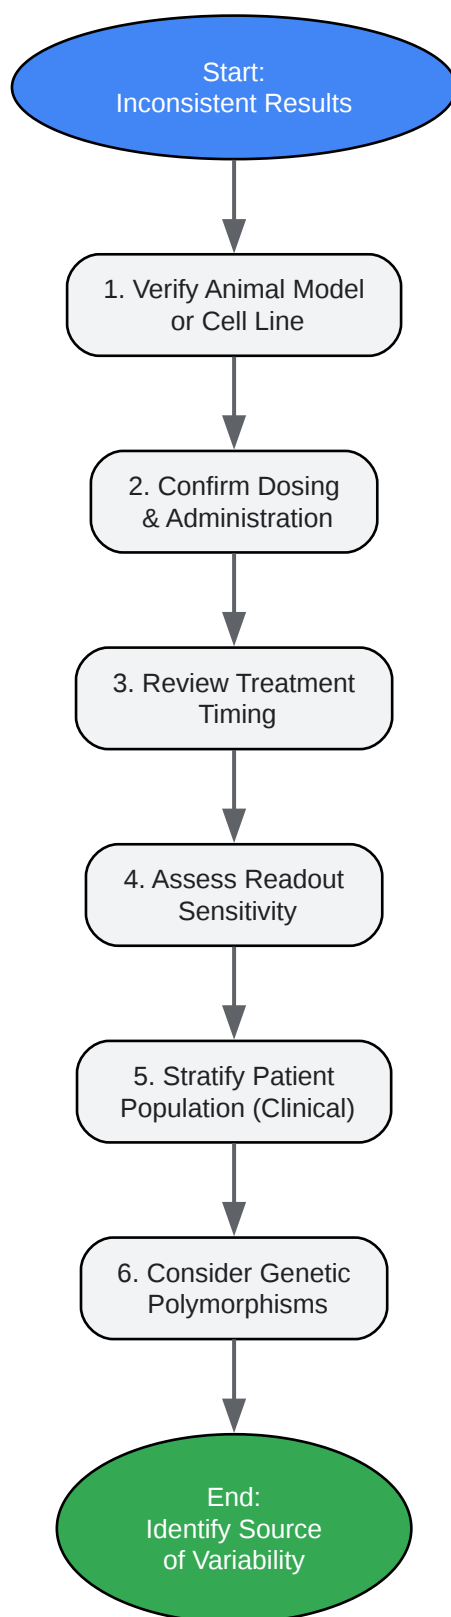 Start:
Inconsistent Results
1. Verify Animal Model
or Cell Line
2. Confirm Dosing
& Administration
3. Review Treatment
Timing
4. Assess Readout
Sensitivity
5. Stratify Patient
Population (Clinical)
6. Consider Genetic
Polymorphisms
End:
Identify Source
of Variability